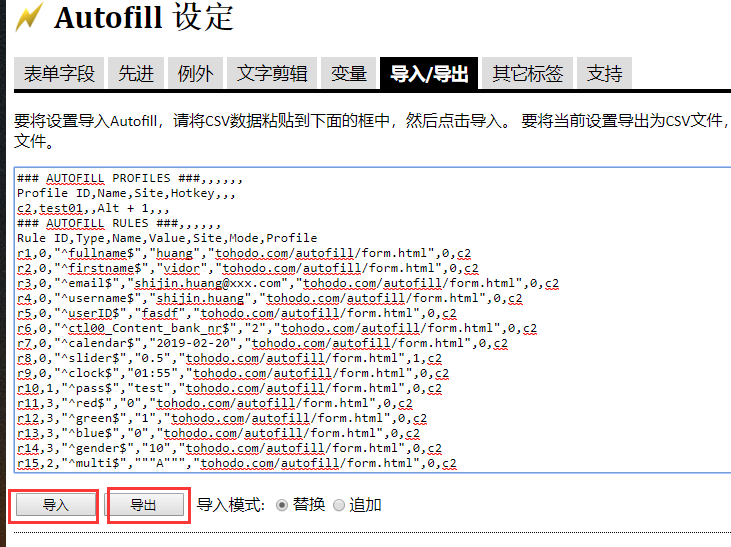 Autofill 设定
表单字段 先进 例外 文字剪辑 变量 导入/导出 其它标签 支持
要将设置导入Autofill，请将CSV数据粘贴到下面的框中，然后点击导入。 要将当前设置导出为CSV文件，
文件。
### AUTOFILL PROFILES ###,,,,,,
Profile ID,Name,Site,Hotkey,,,
c2,test01,,Alt + 1,,,
### AUTOFILL RULES ###,,,,,,
Rule ID,Type,Name,Value,Site,Mode,Profile
r1,0,"^fullname$","huang","tohodo.com/autofill/form.html",0,c2
r2,0,"^firstname$","vidor","tohodo.com/autofill/form.html",0,c2
r3,0,"^email$","shijin.huang@xxx.com","tohodo.com/autofill/form.html",0,c2
r4,0,"^username$","shijin.huang","tohodo.com/autofill/form.html",0,c2
r5,0,"^userID$","fasdf","tohodo.com/autofill/form.html",0,c2
r6,0,"^ctl00_Content_bank_nr$","2","tohodo.com/autofill/form.html",0,c2
r7,0,"^calendar$","2019-02-20","tohodo.com/autofill/form.html",0,c2
r8,0,"^slider$","0.5","tohodo.com/autofill/form.html",1,c2
r9,0,"^clock$","01:55","tohodo.com/autofill/form.html",0,c2
r10,1,"^pass$","test","tohodo.com/autofill/form.html",0,c2
r11,3,"^red$","0","tohodo.com/autofill/form.html",0,c2
r12,3,"^green$","1","tohodo.com/autofill/form.html",0,c2
r13,3,"^blue$","0","tohodo.com/autofill/form.html",0,c2
r14,3,"^gender$","10","tohodo.com/autofill/form.html",0,c2
r15,2,"^multi$","""A""","tohodo.com/autofill/form.html",0,c2
导入 导出 导入模式: 替换 追加